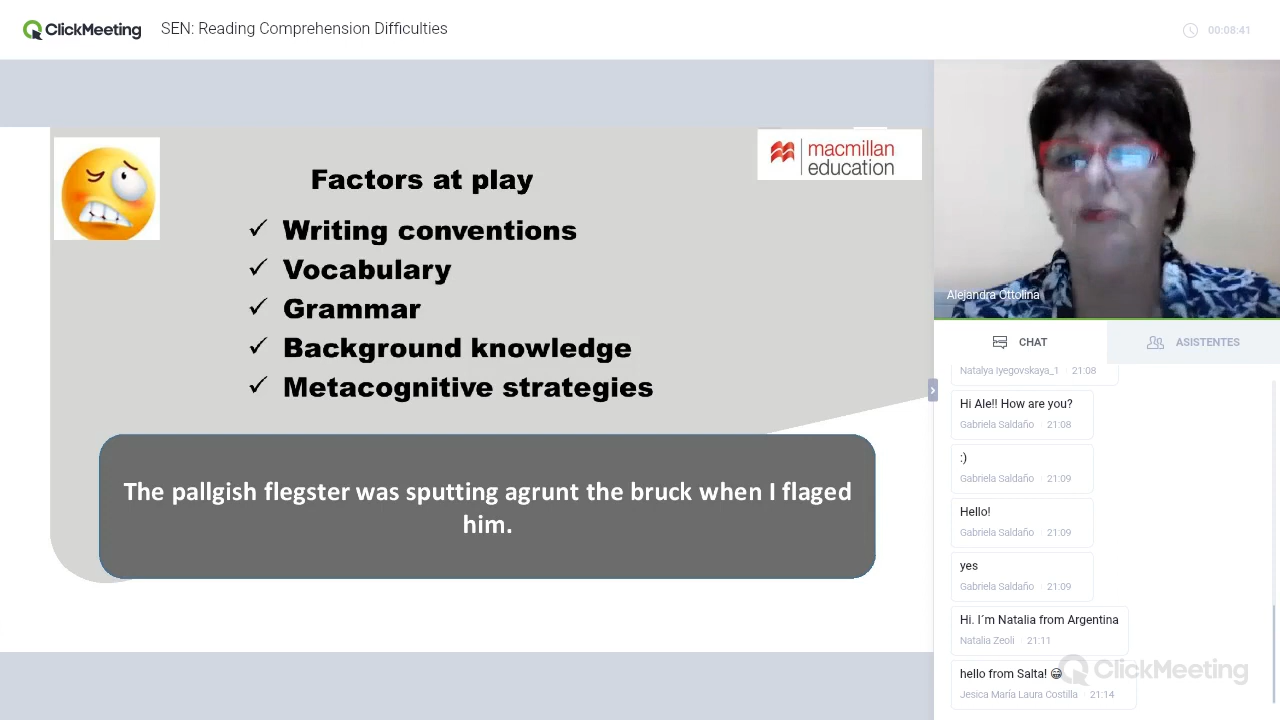 ClickMeeting
SEN: Reading Comprehension Difficulties
00:08:41
macmillan
education
Factors at play
✓ Writing conventions
✓ Vocabulary
✓ Grammar
✓ Background knowledge
✓ Metacognitive strategies
The pallgish flegster was sputting agrunt the bruck when I flaged
him.
Alejandra Ottolina
CHAT
ASISTENTES
Natalya Iyegovskaya_1 21:08
Hi Ale!! How are you?
Gabriela Saldaño 21:08
:)
Gabriela Saldaño 21:09
Hello!
Gabriela Saldaño 21:09
yes
Gabriela Saldaño 21:09
Hi. I´m Natalia from Argentina
Natalia Zeoli 21:11
hello from Salta! 😁
Jesica María Laura Costilla 21:14
ClickMeeting